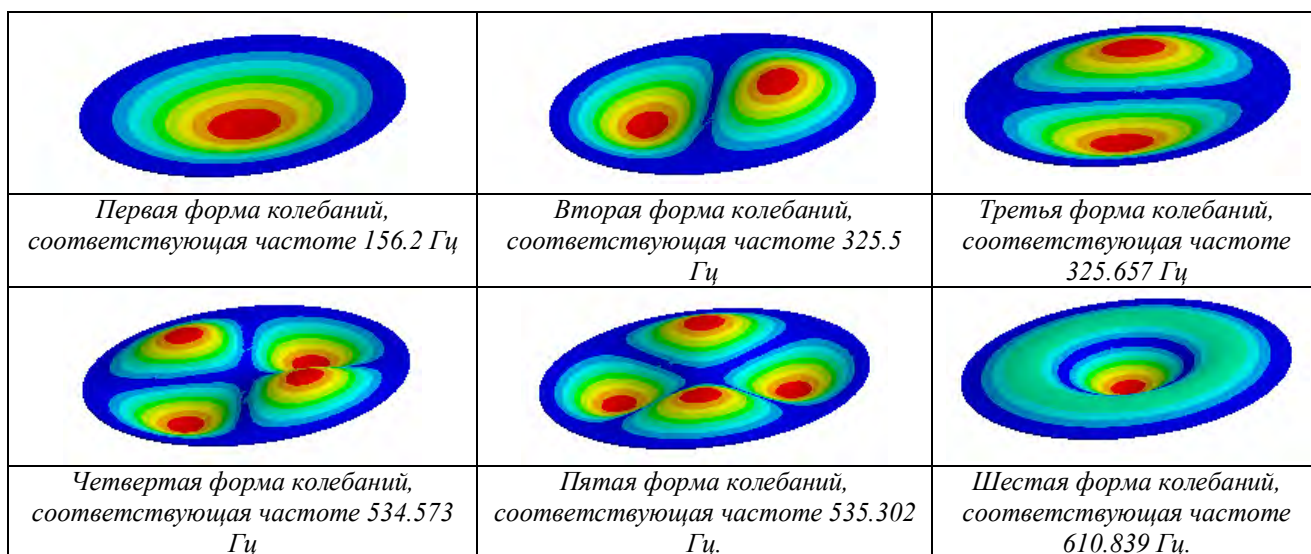 Первая форма колебаний,
соответствующая частоте 156.2 Гц
Вторая форма колебаний,
соответствующая частоте 325.5
Гц
Третья форма колебаний,
соответствующая частоте
325.657 Гц
Четвертая форма колебаний,
соответствующая частоте 534.573
Гц
Пятая форма колебаний,
соответствующая частоте 535.302
Гц.
Шестая форма колебаний,
соответствующая частоте
610.839 Гц.